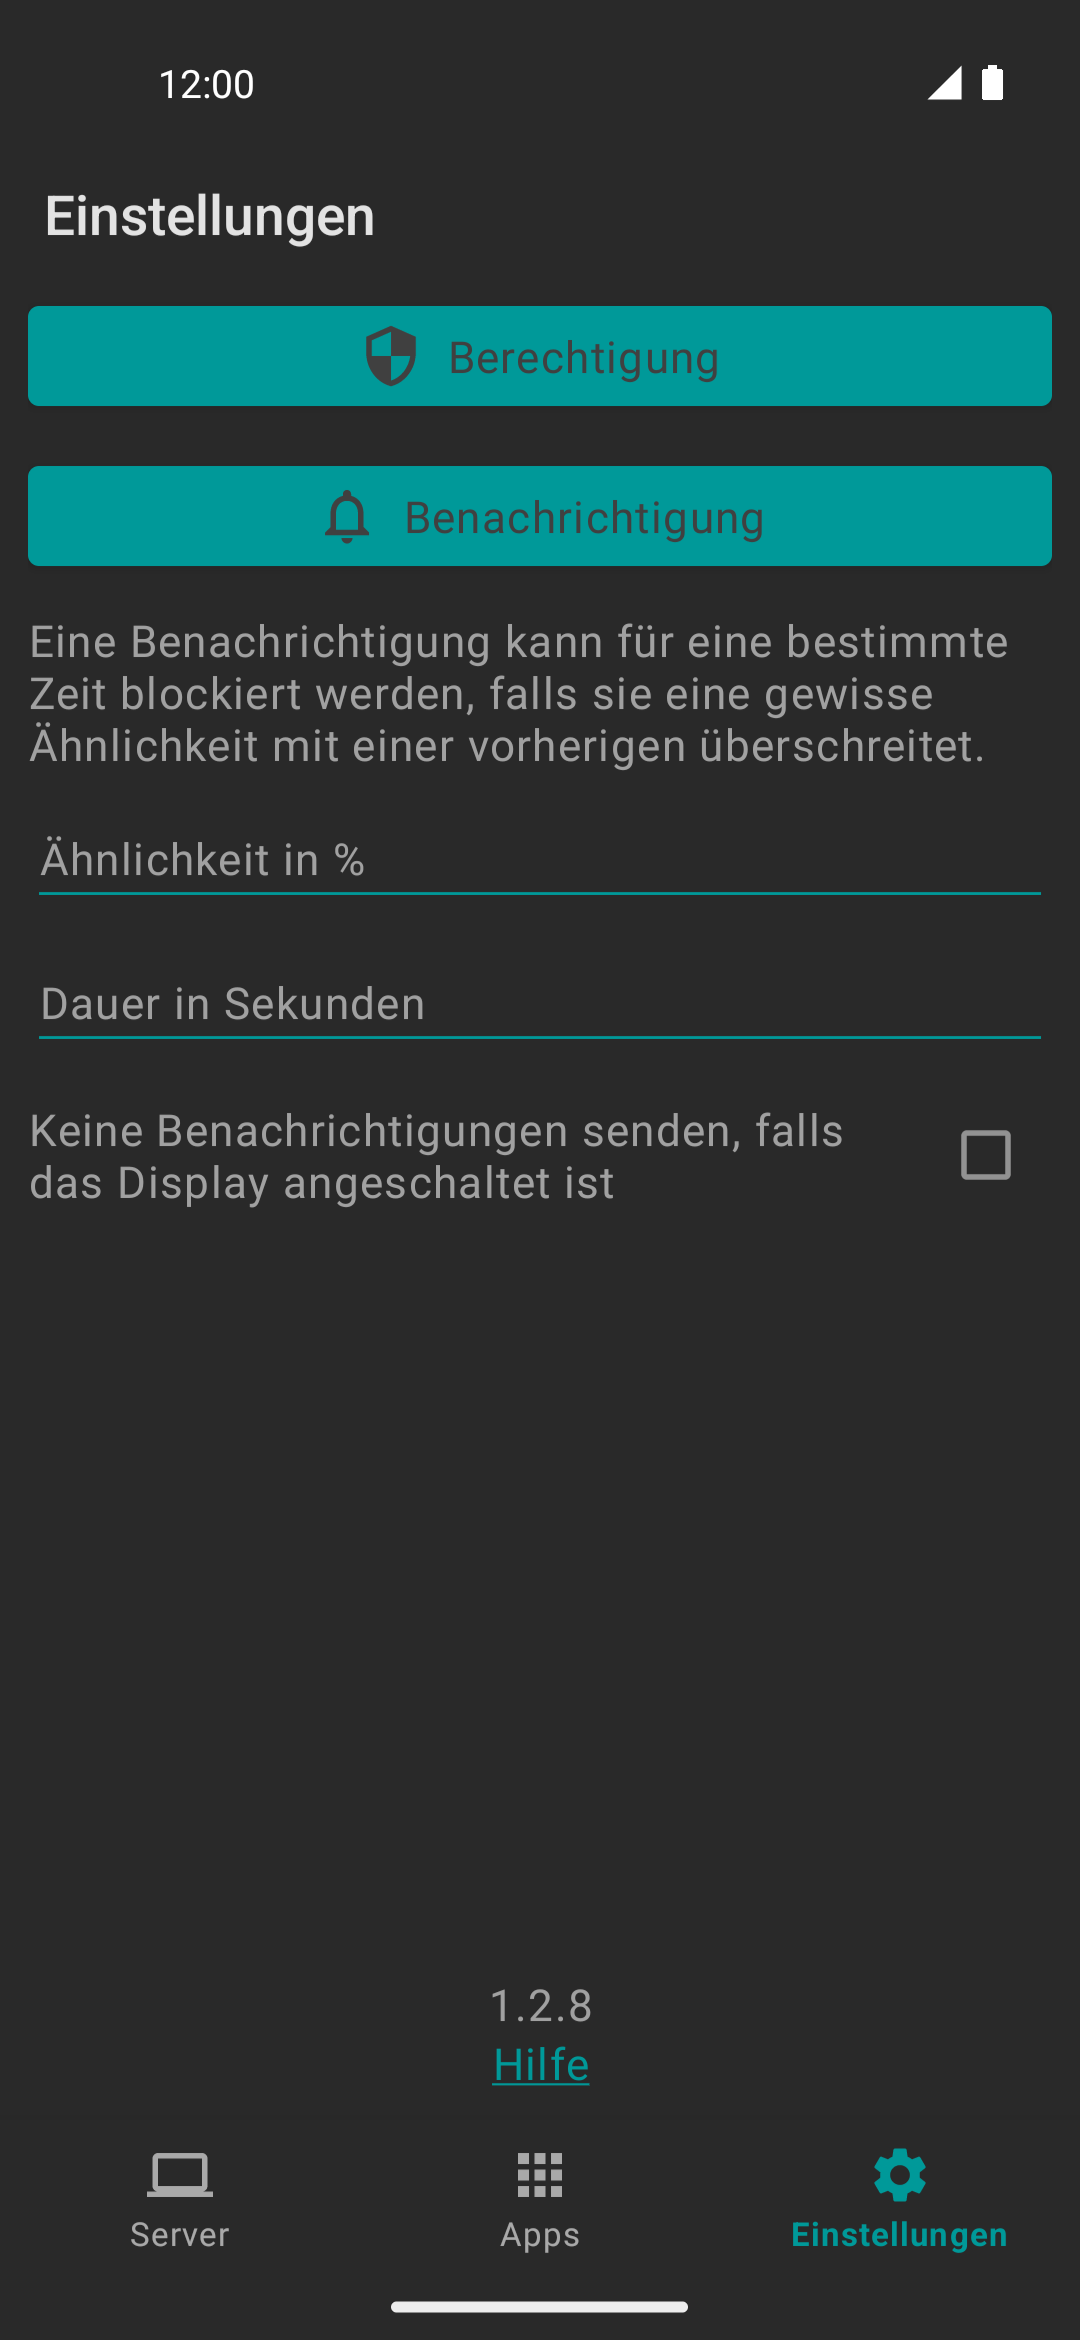 12:00
Einstellungen
Berechtigung
Benachrichtigung
Eine Benachrichtigung kann für eine bestimmte
Zeit blockiert werden, falls sie eine gewisse
Ähnlichkeit mit einer vorherigen überschreitet.
Ähnlichkeit in %
Dauer in Sekunden
Keine Benachrichtigungen senden, falls
das Display angeschaltet ist
1.2.8
Hilfe
Server
Apps
Einstellungen